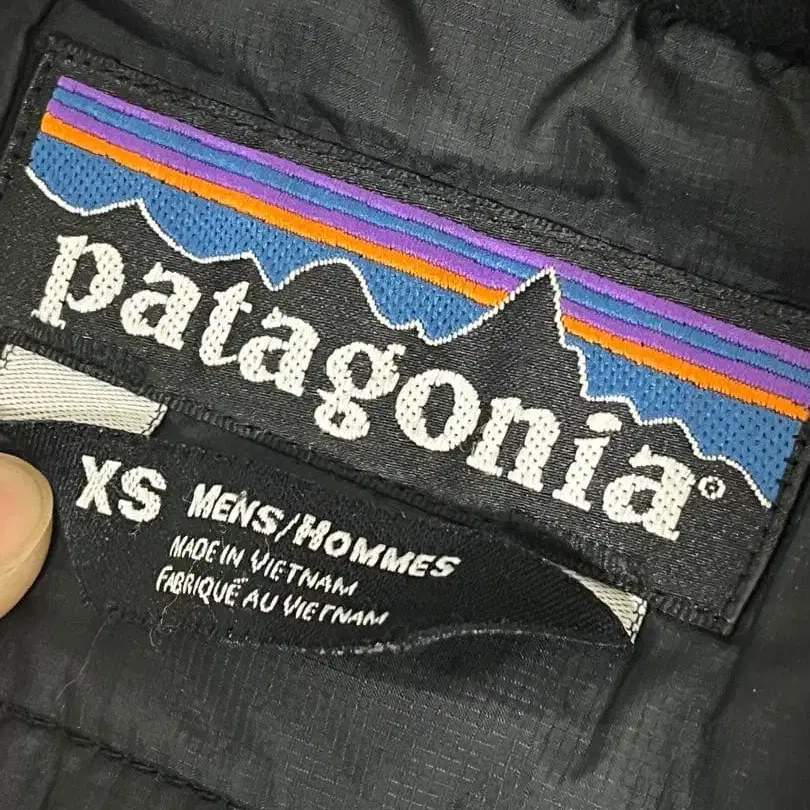 patagonia®
XS MENS/HOMMES
MADE IN VIETNAM
FABRIQUÉ AU VIETNAM